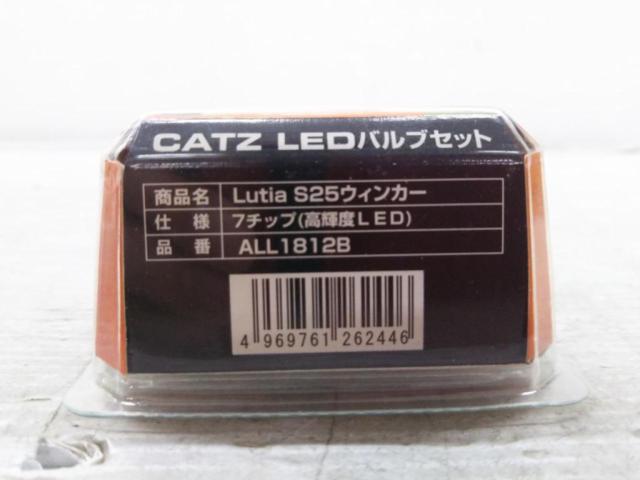 CATZ LEDバルブセット
商品名 Lutia S25ウィンカー
仕 様 7チップ(高輝度LED)
品 番 ALL1812B
4 969761 262446